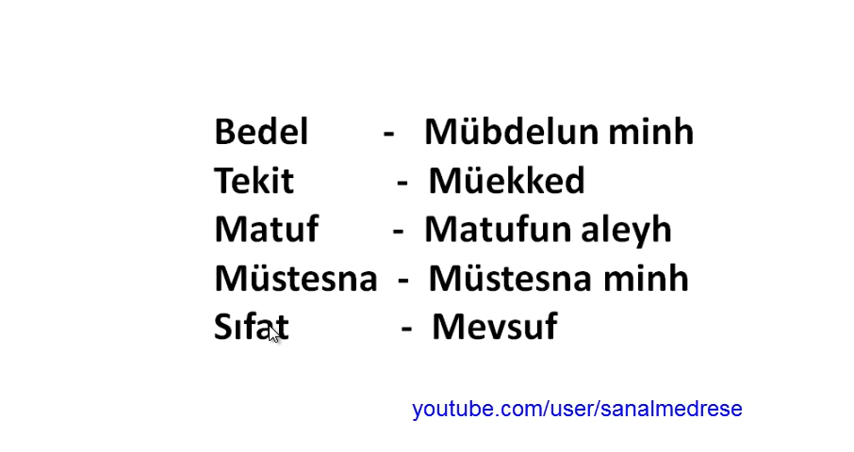 Bedel - Mübdelun minh
Tekit - Müekked
Matuf - Matufun aleyh
Müstesna - Müstesna minh
Sıfat - Mevsuf
youtube.com/user/sanalmedrese